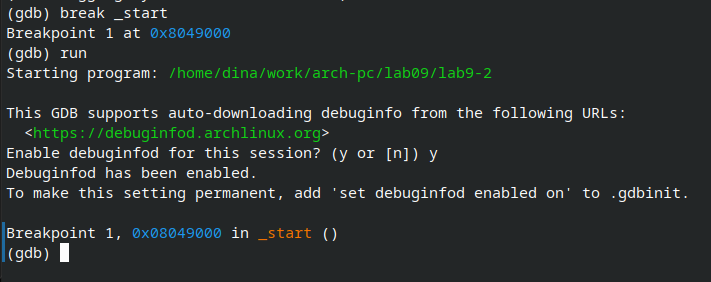 (gdb) break _start
Breakpoint 1 at 0x8049000
(gdb) run
Starting program: /home/dina/work/arch-pc/lab09/lab9-2
This GDB supports auto-downloading debuginfo from the following URLs:
<https://debuginfod.archlinux.org>
Enable debuginfod for this session? (y or [n]) y
Debuginfod has been enabled.
To make this setting permanent, add 'set debuginfod enabled on' to .gdbinit.
Breakpoint 1, 0x08049000 in _start ()
(gdb)